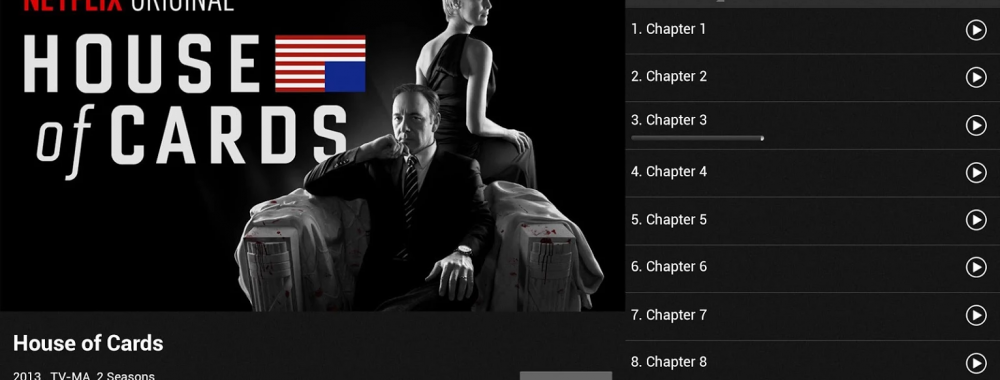 NETFLIX ORIGINAL
HOUSE
of CARDS
House of Cards
2013 TV-MA 2 Seasons
1. Chapter 1
2. Chapter 2
3. Chapter 3
4. Chapter 4
5. Chapter 5
6. Chapter 6
7. Chapter 7
8. Chapter 8